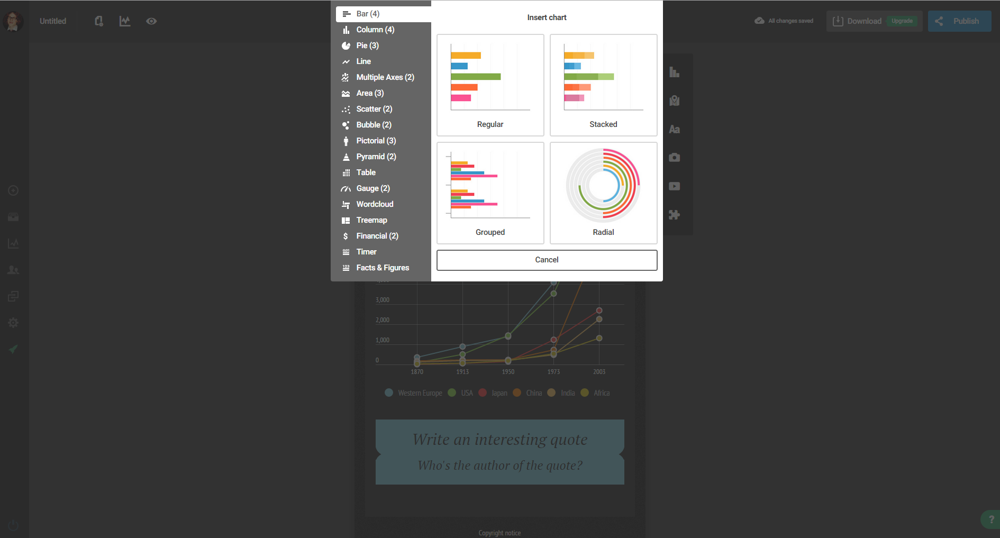 Untitled
All changes saved
Download
Upgrade
Publish
Bar (4)
Column (4)
Pie (3)
Line
Multiple Axes (2)
Area (3)
Scatter (2)
Bubble (2)
Pictorial (3)
Pyramid (2)
Table
Gauge (2)
Wordcloud
Treemap
Financial (2)
0:01
Timer
123
Facts & Figures
Insert chart
Regular
Stacked
Grouped
Radial
Cancel
Aa
3,000
2,000
1,000
0
1870 1913 1950 1973 2003
Western Europe USA Japan China India Africa
Write an interesting quote
Who's the author of the quote?
Copyright notice
?